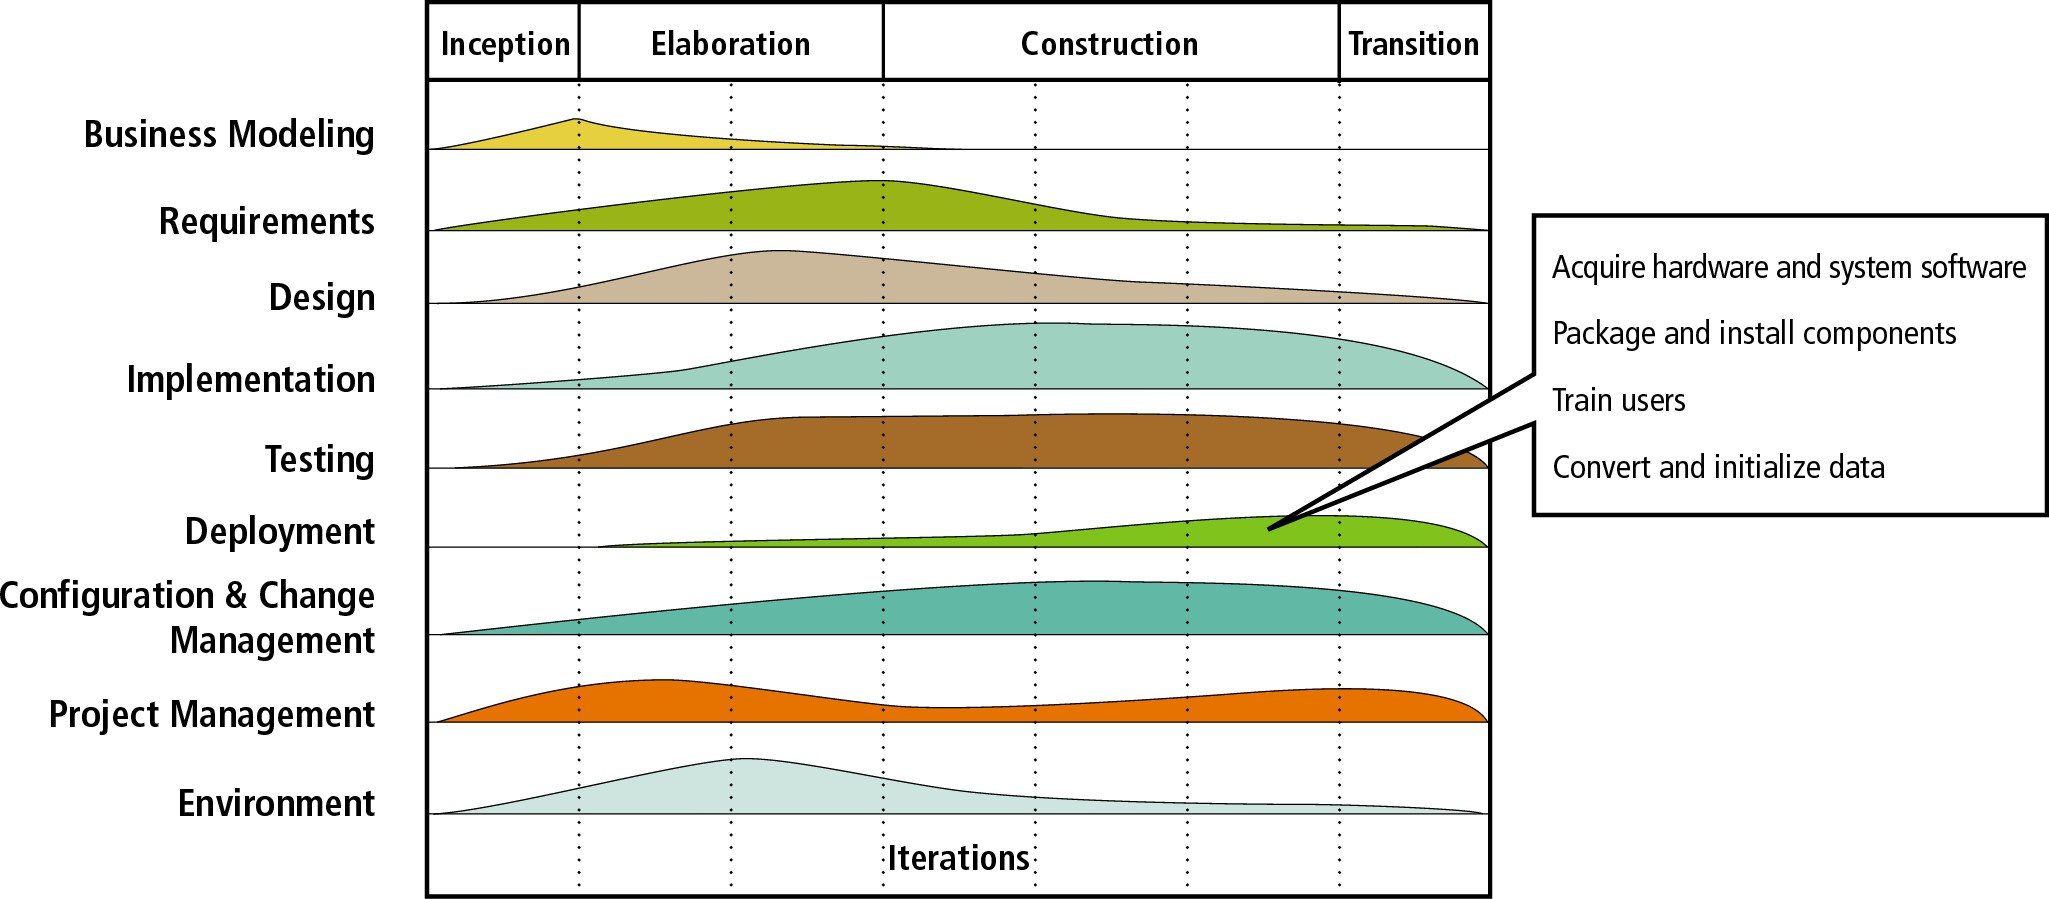 Inception
Elaboration
Construction
Transition
Business Modeling
Requirements
Design
Implementation
Testing
Deployment
Configuration & Change
Management
Project Management
Environment
Iterations
Acquire hardware and system software
Package and install components
Train users
Convert and initialize data